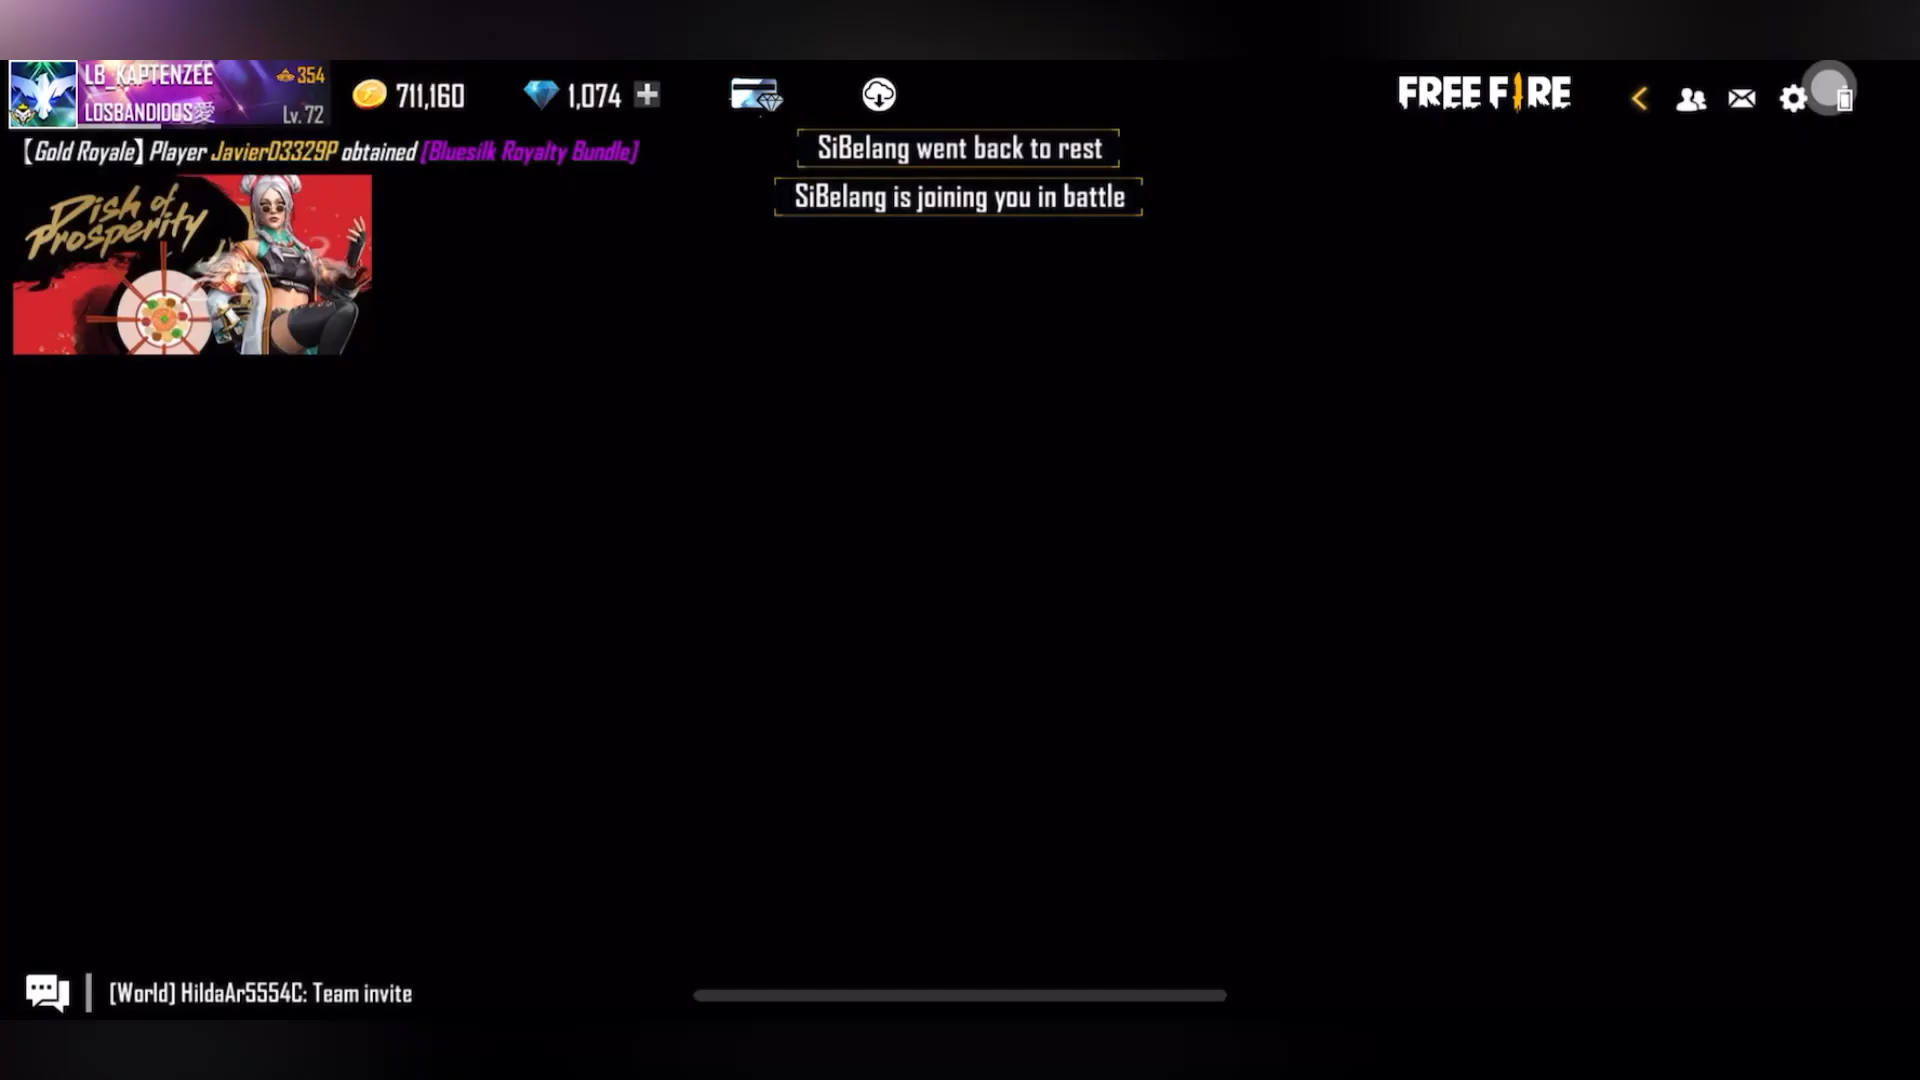 LB_KAPTENZEE
354
LOSBANDIDOS愛
Lv. 72
711,160
1,074
FREE FIRE
【Gold Royale】Player JavierD3329P obtained [Bluesilk Royalty Bundle]
SiBelang went back to rest
SiBelang is joining you in battle
Dish of
Prosperity
[World] HildaAr5554C: Team invite